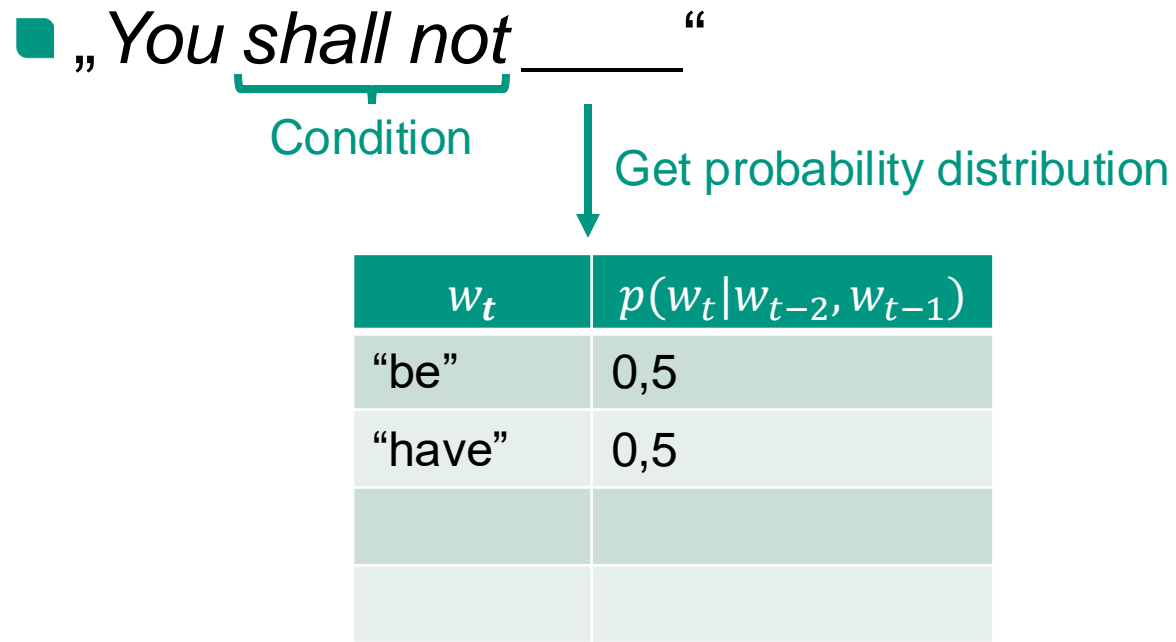 „You shall not _____“
Condition
Get probability distribution
w_t p(w_t|w_{t-2}, w_{t-1})
“be” 0,5
“have” 0,5